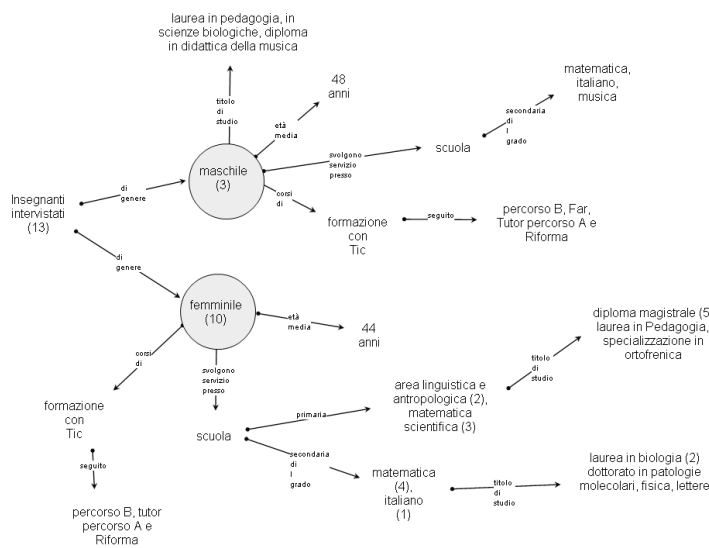 laurea in pedagogia, in
scienze biologiche, diploma
in didattica della musica
titolo
di
studio
48
anni
età
media
matematica,
italiano,
musica
secondaria
di
I
grado
scuola
svolgono
servizio
presso
maschile
(3)
di
genere
Insegnanti
intervistati
(13)
corsi
di
formazione
con
Tic
seguito
percorso B, Far,
Tutor percorso A e
Riforma
di
genere
femminile
(10)
età
media
44
anni
corsi
di
svolgono
servizio
presso
formazione
con
Tic
seguito
percorso B, tutor
percorso A e
Riforma
scuola
primaria
area linguistica e
antropologica (2),
matematica
scientifica (3)
titolo
di
studio
diploma magistrale (5
laurea in Pedagogia,
specializzazione in
ortofrenica
secondaria
di
I
grado
matematica
(4),
italiano
(1)
titolo
di
studio
laurea in biologia (2)
dottorato in patologie
molecolari, fisica, lettere